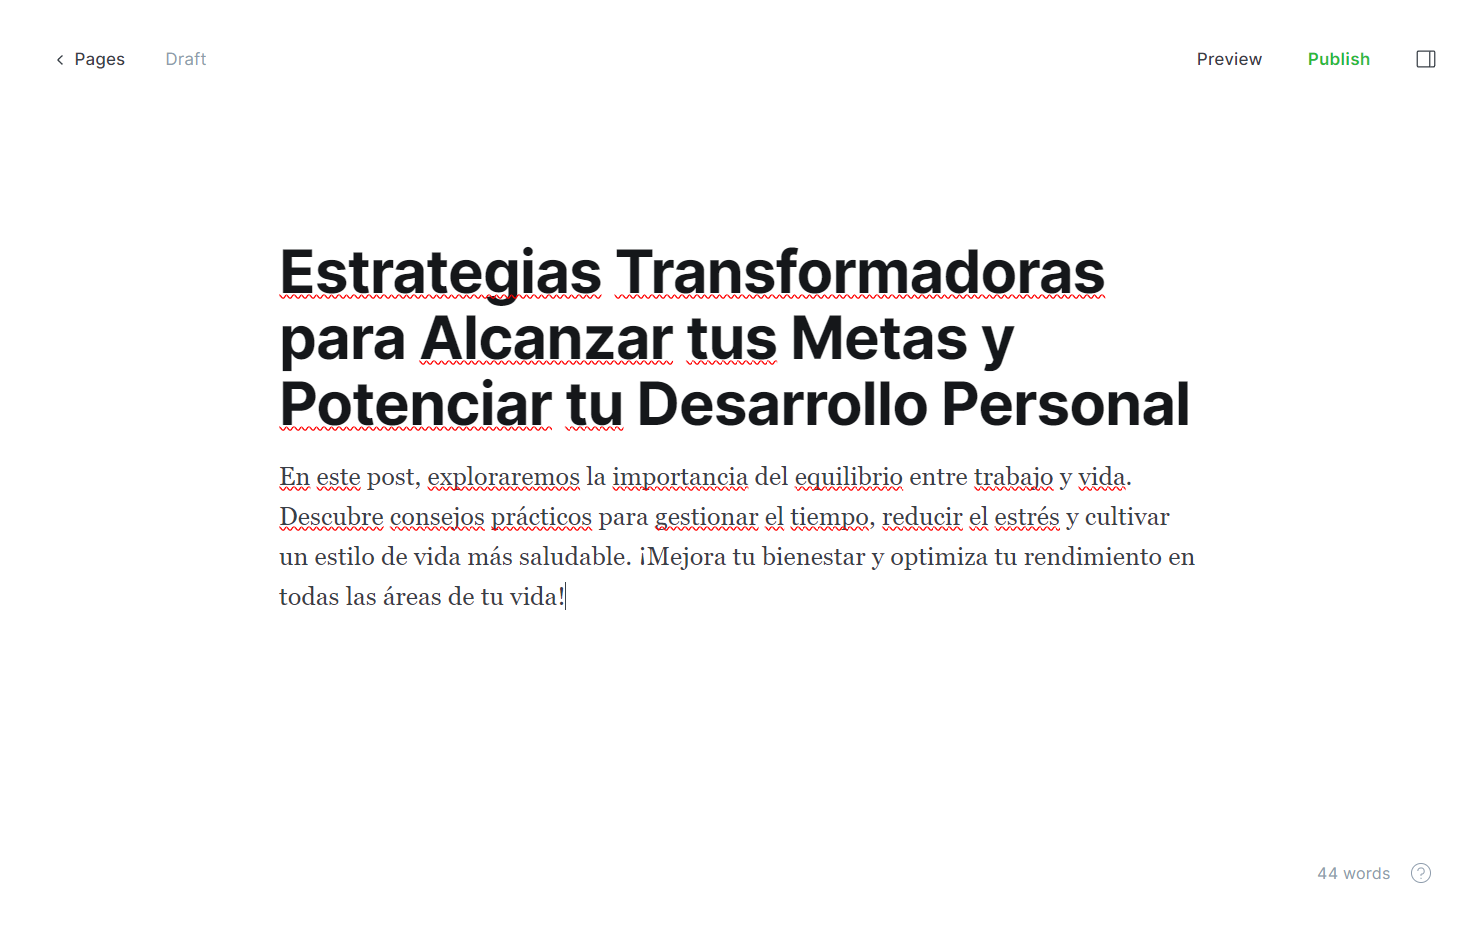 Pages Draft Preview Publish
Estrategias Transformadoras
para Alcanzar tus Metas y
Potenciar tu Desarrollo Personal
En este post, exploraremos la importancia del equilibrio entre trabajo y vida.
Descubre consejos prácticos para gestionar el tiempo, reducir el estrés y cultivar
un estilo de vida más saludable. ¡Mejora tu bienestar y optimiza tu rendimiento en
todas las áreas de tu vida!
44 words ?